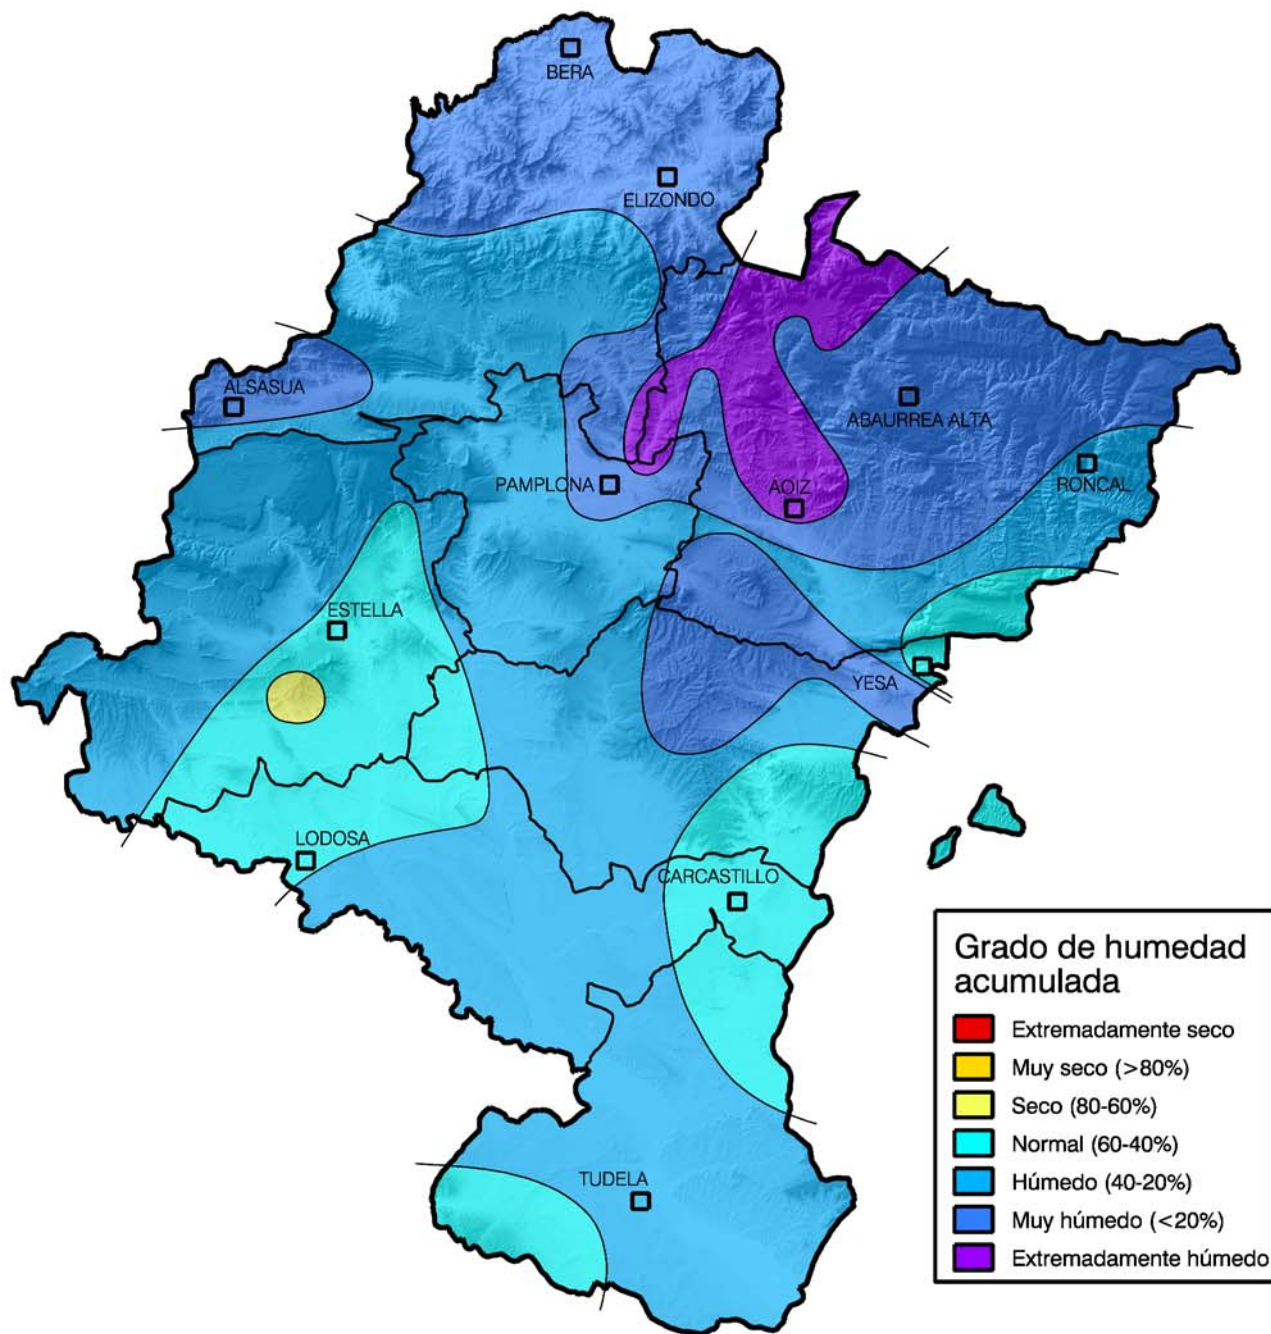 BERA
ELIZONDO
ALSASUA
ABAURREA ALTA
PAMPLONA
AOIZ
RONCAL
ESTELLA
YESA
LODOSA
CARCASTILLO
TUDELA
Grado de humedad
acumulada
Extremadamente seco
Muy seco (>80%)
Seco (80-60%)
Normal (60-40%)
Húmedo (40-20%)
Muy húmedo (<20%)
Extremadamente húmedo